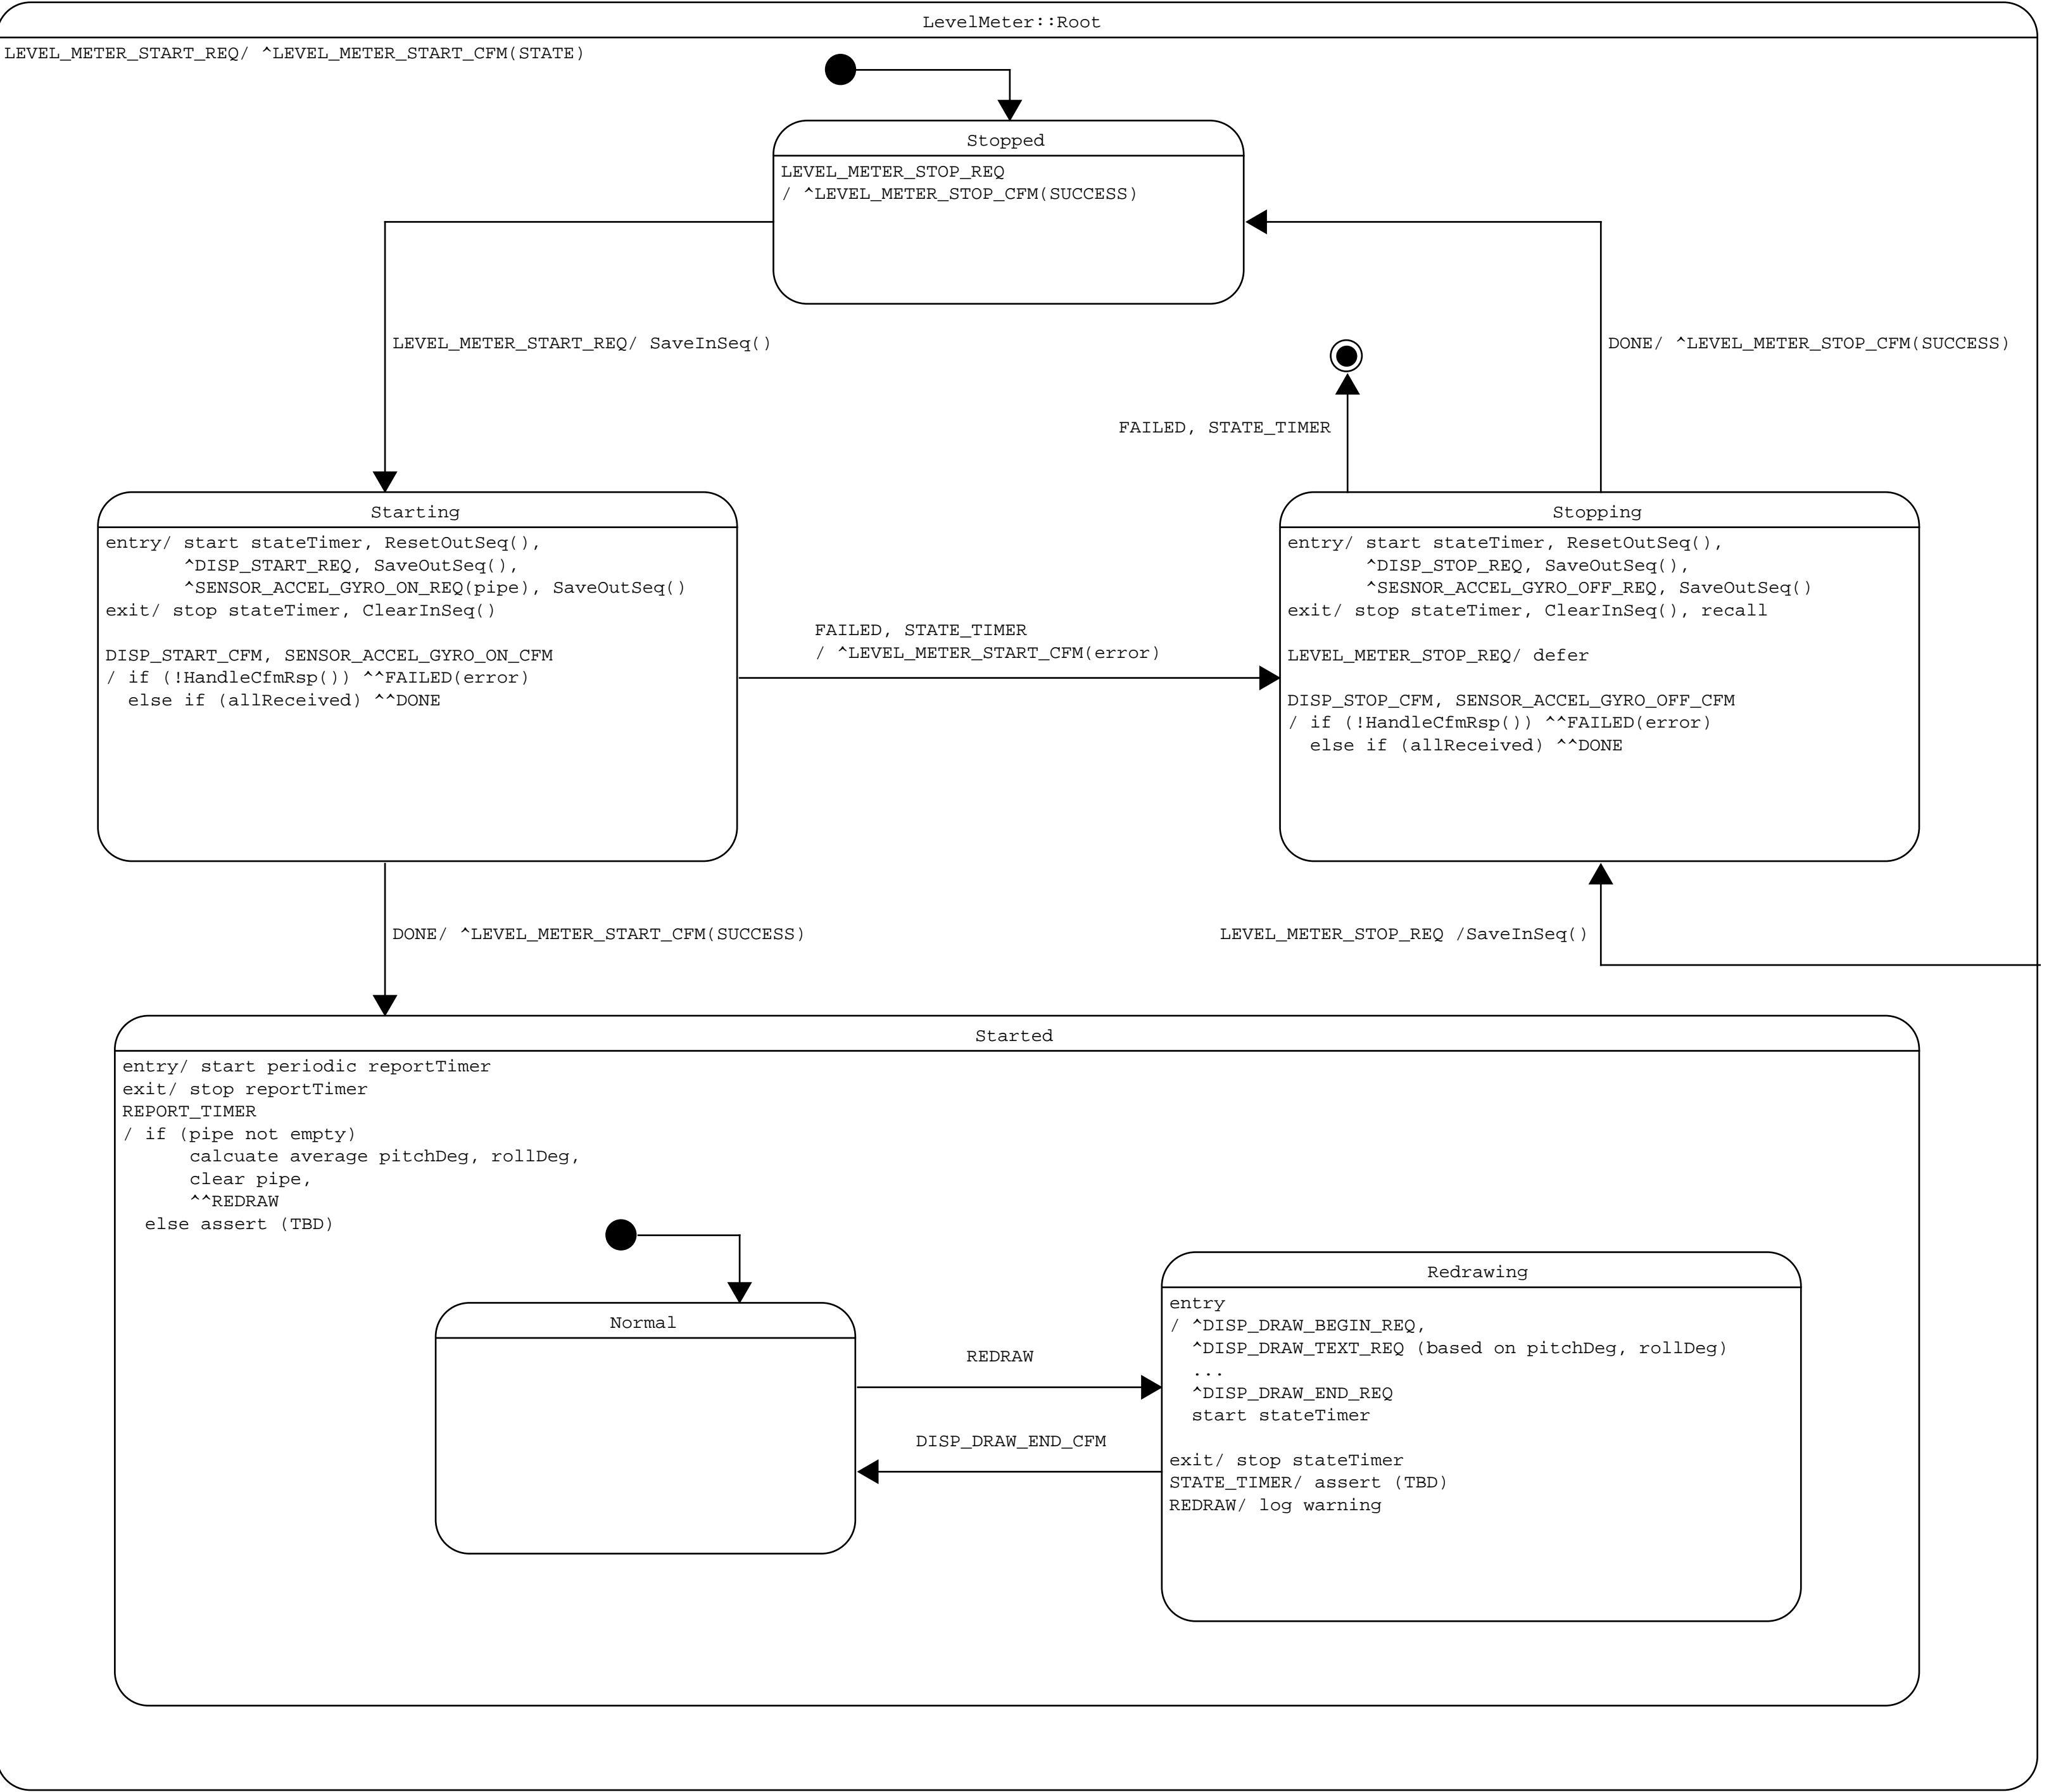 LevelMeter::Root
LEVEL_METER_START_REQ/ ^LEVEL_METER_START_CFM(STATE)
Stopped
LEVEL_METER_STOP_REQ
/ ^LEVEL_METER_STOP_CFM(SUCCESS)
LEVEL_METER_START_REQ/ SaveInSeq()
DONE/ ^LEVEL_METER_STOP_CFM(SUCCESS)
FAILED, STATE_TIMER
Starting
entry/ start stateTimer, ResetOutSeq(),
^DISP_START_REQ, SaveOutSeq(),
^SENSOR_ACCEL_GYRO_ON_REQ(pipe), SaveOutSeq()
exit/ stop stateTimer, ClearInSeq()
DISP_START_CFM, SENSOR_ACCEL_GYRO_ON_CFM
/ if (!HandleCfmRsp()) ^^FAILED(error)
else if (allReceived) ^^DONE
FAILED, STATE_TIMER
/ ^LEVEL_METER_START_CFM(error)
Stopping
entry/ start stateTimer, ResetOutSeq(),
^DISP_STOP_REQ, SaveOutSeq(),
^SESNOR_ACCEL_GYRO_OFF_REQ, SaveOutSeq()
exit/ stop stateTimer, ClearInSeq(), recall
LEVEL_METER_STOP_REQ/ defer
DISP_STOP_CFM, SENSOR_ACCEL_GYRO_OFF_CFM
/ if (!HandleCfmRsp()) ^^FAILED(error)
else if (allReceived) ^^DONE
DONE/ ^LEVEL_METER_START_CFM(SUCCESS)
LEVEL_METER_STOP_REQ /SaveInSeq()
Started
entry/ start periodic reportTimer
exit/ stop reportTimer
REPORT_TIMER
/ if (pipe not empty)
calcuate average pitchDeg, rollDeg,
clear pipe,
^^REDRAW
else assert (TBD)
Normal
REDRAW
DISP_DRAW_END_CFM
Redrawing
entry
/ ^DISP_DRAW_BEGIN_REQ,
^DISP_DRAW_TEXT_REQ (based on pitchDeg, rollDeg)
...
^DISP_DRAW_END_REQ
start stateTimer
exit/ stop stateTimer
STATE_TIMER/ assert (TBD)
REDRAW/ log warning